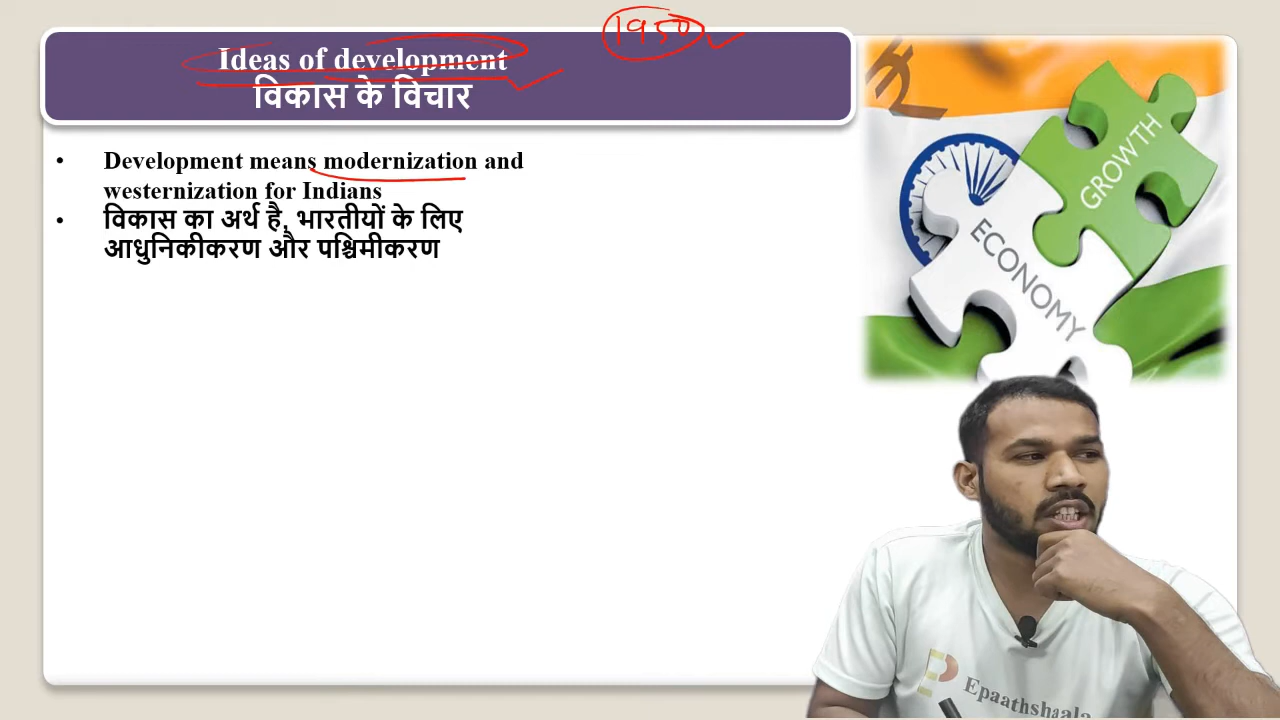 1950
Ideas of development
विकास के विचार
• Development means modernization and
westernization for Indians
• विकास का अर्थ है, भारतीयों के लिए
आधुनिकीकरण और पश्चिमीकरण
₹
GROWTH
ECONOMY
Epaathshaala